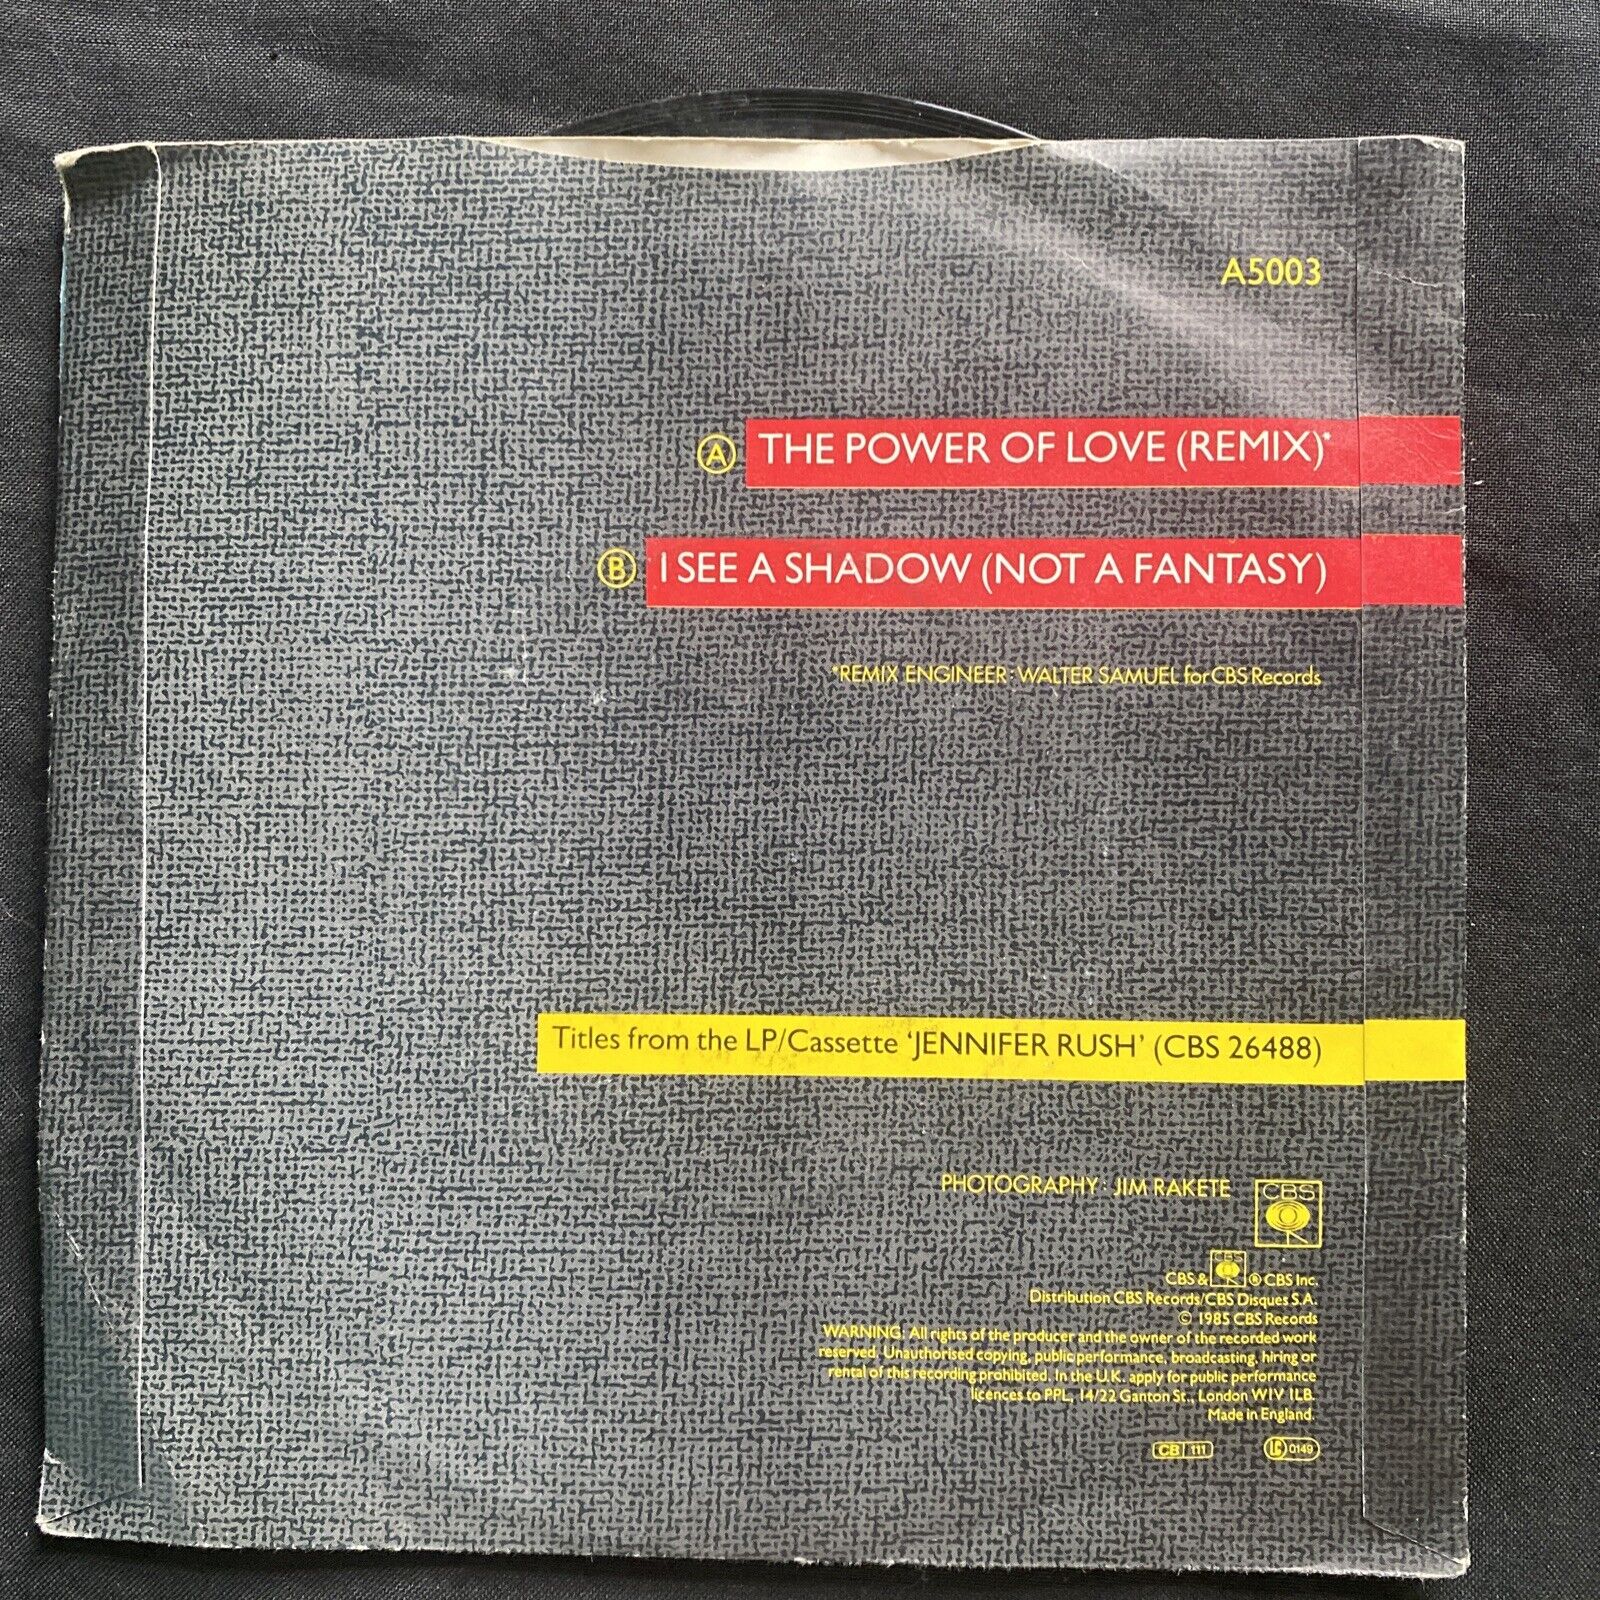 A5003
A THE POWER OF LOVE (REMIX)*
B I SEE A SHADOW (NOT A FANTASY)
*REMIX ENGINEER: WALTER SAMUEL for CBS Records
Titles from the LP/Cassette 'JENNIFER RUSH' (CBS 26488)
PHOTOGRAPHY · JIM RAKETE
CBS
CBS
CBS & ® CBS Inc.
Distribution CBS Records/CBS Disques S.A.
© 1985 CBS Records
WARNING: All rights of the producer and the owner of the recorded work
reserved. Unauthorised copying, public performance, broadcasting, hiring or
rental of this recording prohibited. In the U.K. apply for public performance
licences to PPL, 14/22 Ganton St., London W1V 1LB.
Made in England.
CB 111
LC 0149